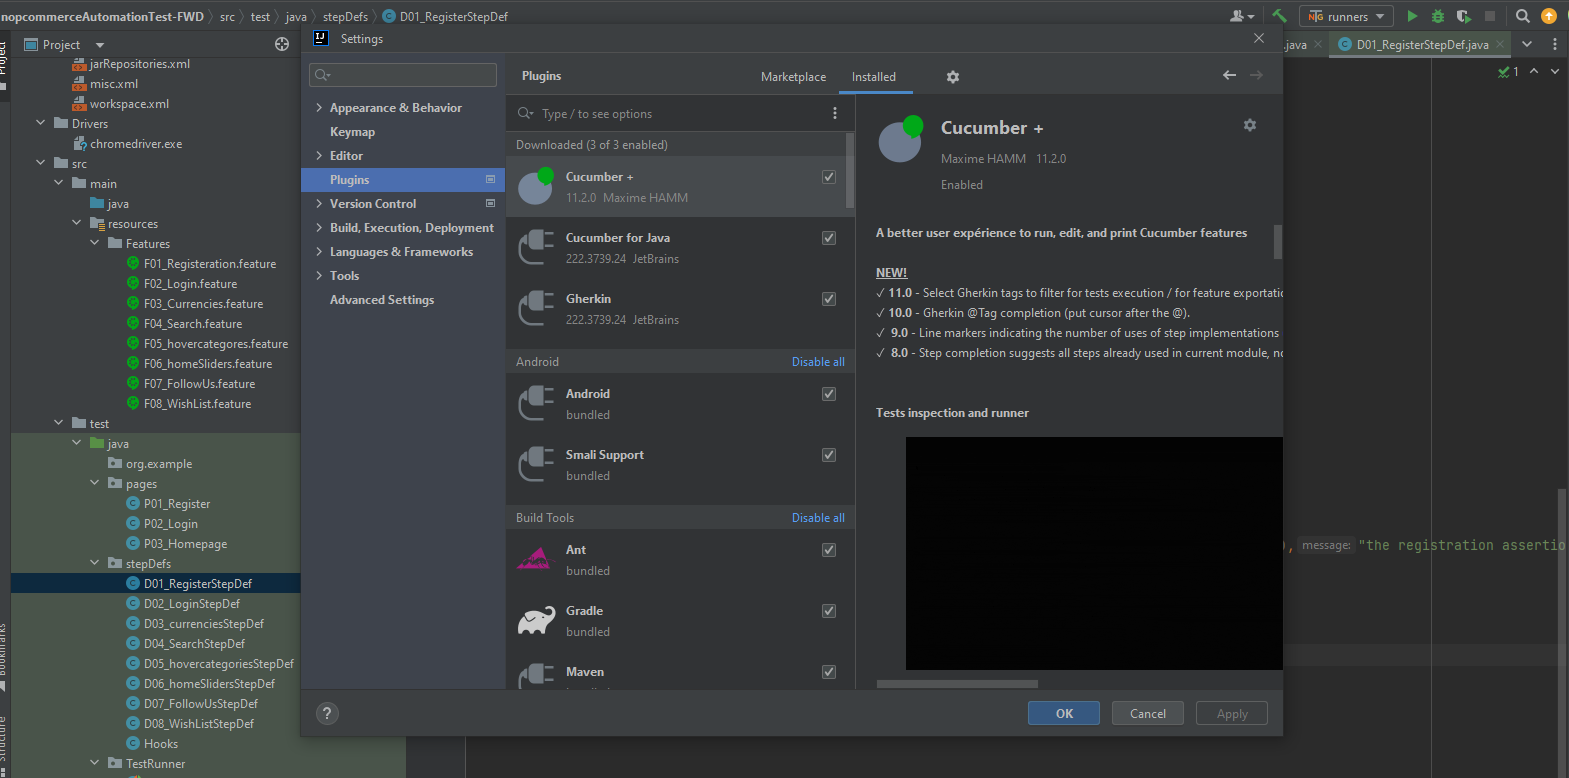 nopcommerceAutomationTest-FWD
src
test
java
stepDefs
D01_RegisterStepDef
runners
Project
.java
D01_RegisterStepDef.java
1
Project
jarRepositories.xml
misc.xml
workspace.xml
Drivers
chromedriver.exe
src
main
java
resources
Features
F01_Registeration.feature
F02_Login.feature
F03_Currencies.feature
F04_Search.feature
F05_hovercategores.feature
F06_homeSliders.feature
F07_FollowUs.feature
F08_WishList.feature
test
java
org.example
pages
P01_Register
P02_Login
P03_Homepage
stepDefs
D01_RegisterStepDef
D02_LoginStepDef
D03_currenciesStepDef
D04_SearchStepDef
D05_hovercategoriesStepDef
D06_homeSlidersStepDef
D07_FollowUsStepDef
D08_WishListStepDef
Hooks
TestRunner
Bookmarks
Structure
IJ
Settings
Appearance & Behavior
Keymap
Editor
Plugins
Version Control
Build, Execution, Deployment
Languages & Frameworks
Tools
Advanced Settings
Plugins
Marketplace
Installed
Type / to see options
Downloaded (3 of 3 enabled)
Cucumber +
11.2.0 Maxime HAMM
Cucumber for Java
222.3739.24 JetBrains
Gherkin
222.3739.24 JetBrains
Android
Disable all
Android
bundled
Smali Support
bundled
Build Tools
Disable all
Ant
bundled
Gradle
bundled
Maven
Cucumber +
Maxime HAMM 11.2.0
Enabled
A better user expérience to run, edit, and print Cucumber features
NEW!
✓ 11.0 - Select Gherkin tags to filter for tests execution / for feature exportatio
✓ 10.0 - Gherkin @Tag completion (put cursor after the @).
✓ 9.0 - Line markers indicating the number of uses of step implementations
✓ 8.0 - Step completion suggests all steps already used in current module, no
Tests inspection and runner
), message: "the registration assertio
?
OK
Cancel
Apply